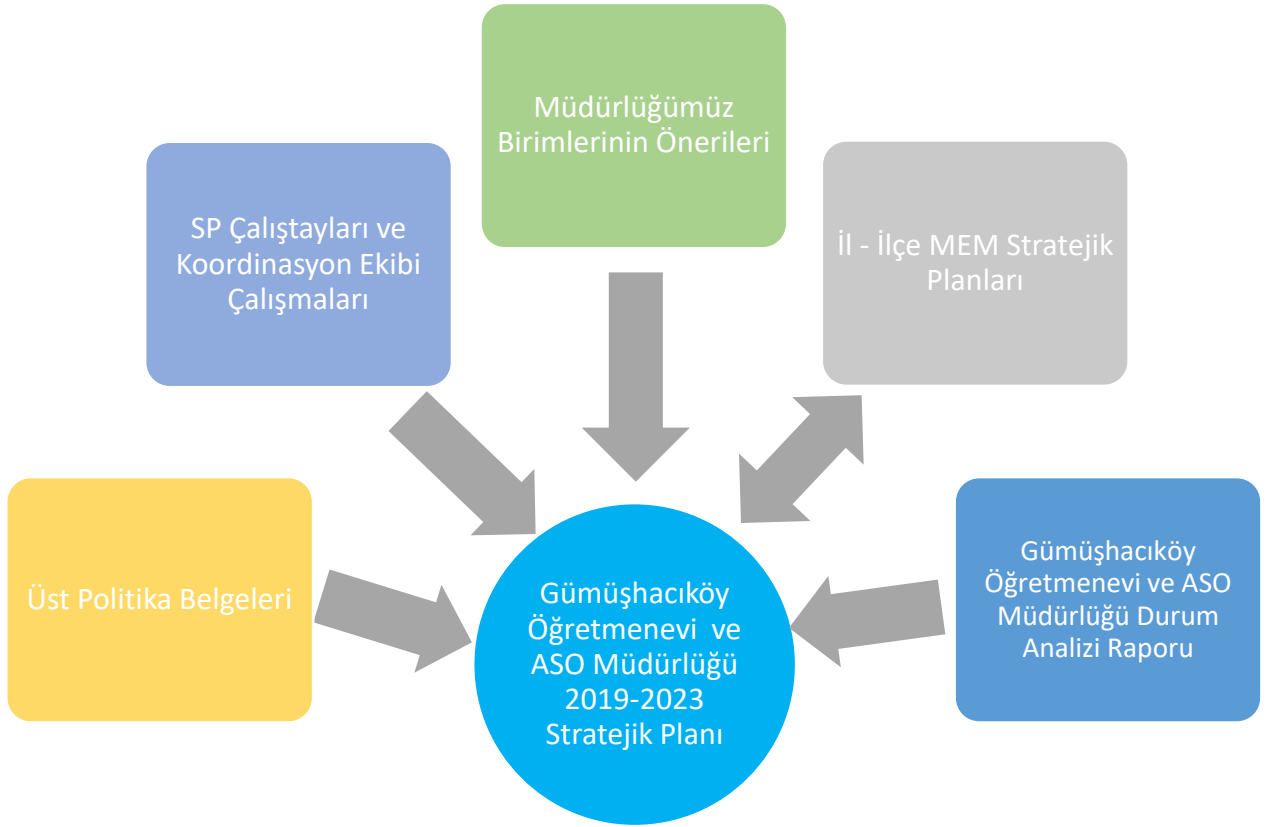 Müdürlüğümüz
Birimlerinin Önerileri
SP Çalıştayları ve
Koordinasyon Ekibi
Çalışmaları
İl - İlçe MEM Stratejik
Planları
Üst Politika Belgeleri
Gümüşhacıköy
Öğretmenevi ve ASO
Müdürlüğü Durum
Analizi Raporu
Gümüşhacıköy
Öğretmenevi ve
ASO Müdürlüğü
2019-2023
Stratejik Planı